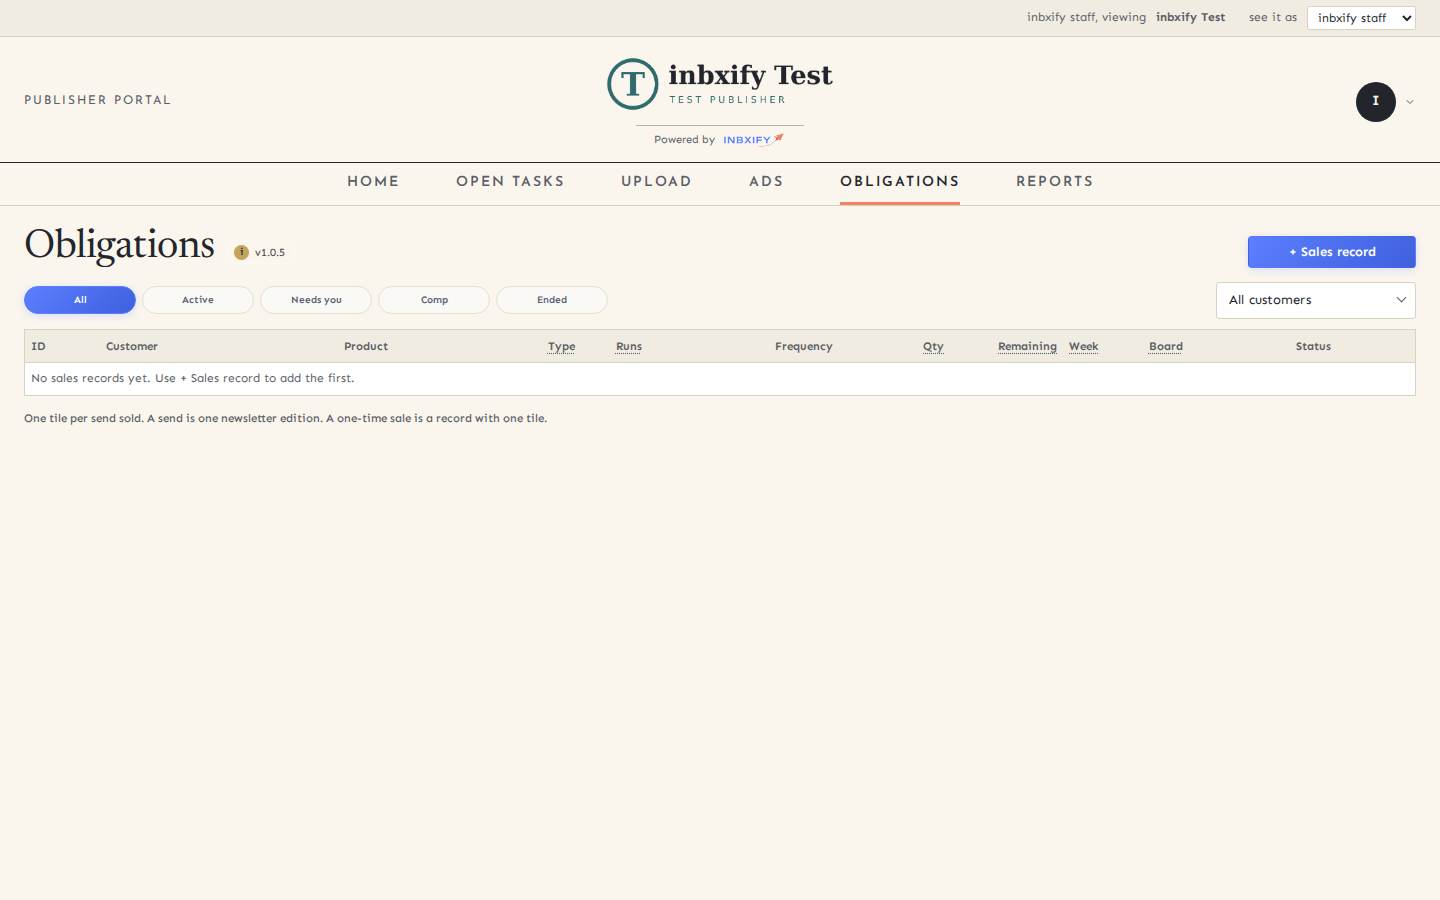 inbxify staff, viewing inbxify Test see it as inbxify staff
PUBLISHER PORTAL
T
inbxify Test
TEST PUBLISHER
Powered by INBXIFY
I
HOME OPEN TASKS UPLOAD ADS OBLIGATIONS REPORTS
Obligations i v1.0.5
+ Sales record
All Active Needs you Comp Ended
All customers
ID Customer Product Type Runs Frequency Qty Remaining Week Board Status
No sales records yet. Use + Sales record to add the first.
One tile per send sold. A send is one newsletter edition. A one-time sale is a record with one tile.